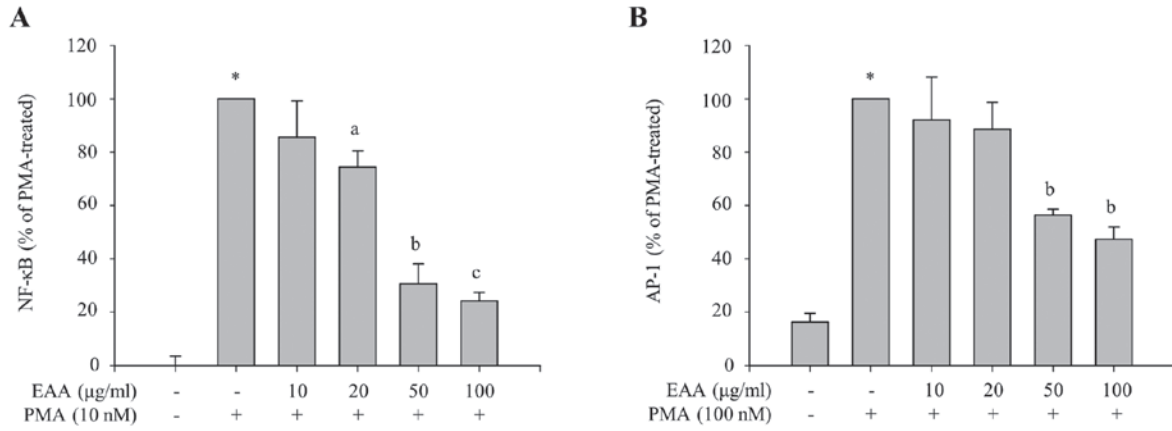 A
NF-κB (% of PMA-treated)
120
100
80
60
40
20
0
*
a
b
c
EAA (μg/ml) - - 10 20 50 100
PMA (10 nM) - + + + + +
B
AP-1 (% of PMA-treated)
120
100
80
60
40
20
0
*
b
b
EAA (μg/ml) - - 10 20 50 100
PMA (100 nM) - + + + + +